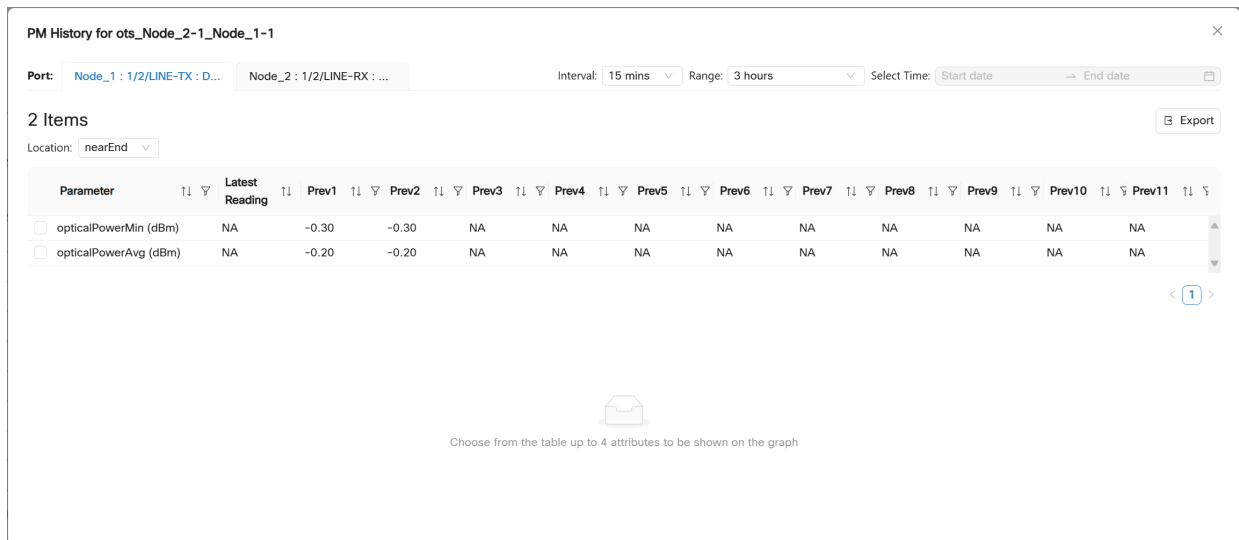 PM History for ots_Node_2-1_Node_1-1
Port: Node_1 : 1/2/LINE-TX : D... Node_2 : 1/2/LINE-RX : ... Interval: 15 mins Range: 3 hours Select Time: Start date → End date
2 Items Export
Location: nearEnd
Parameter Latest Reading Prev1 Prev2 Prev3 Prev4 Prev5 Prev6 Prev7 Prev8 Prev9 Prev10 Prev11
opticalPowerMin (dBm) NA -0.30 -0.30 NA NA NA NA NA NA NA NA NA
opticalPowerAvg (dBm) NA -0.20 -0.20 NA NA NA NA NA NA NA NA NA
< 1 >
Choose from the table up to 4 attributes to be shown on the graph